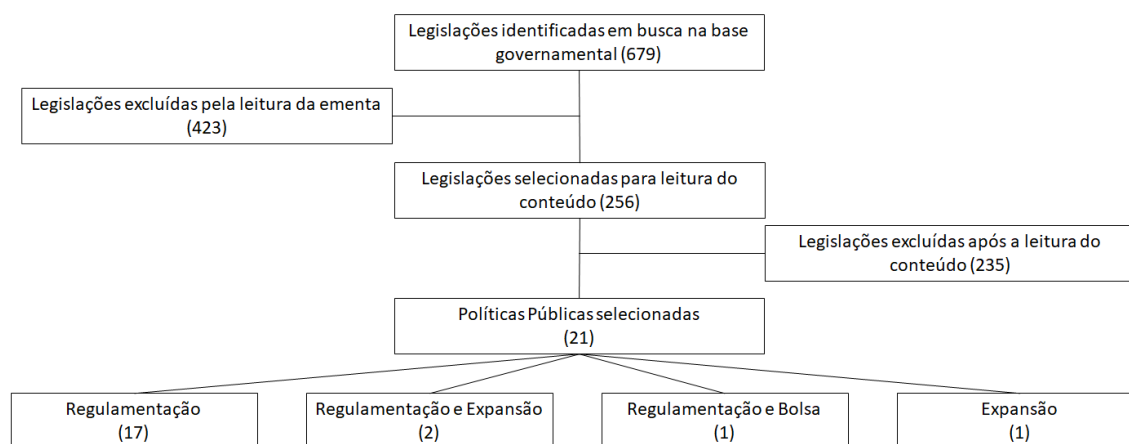 Legislações identificadas em busca na base
governamental (679)
Legislações excluídas pela leitura da ementa
(423)
Legislações selecionadas para leitura do
conteúdo (256)
Legislações excluídas após a leitura do
conteúdo (235)
Políticas Públicas selecionadas
(21)
Regulamentação
(17)
Regulamentação e Expansão
(2)
Regulamentação e Bolsa
(1)
Expansão
(1)